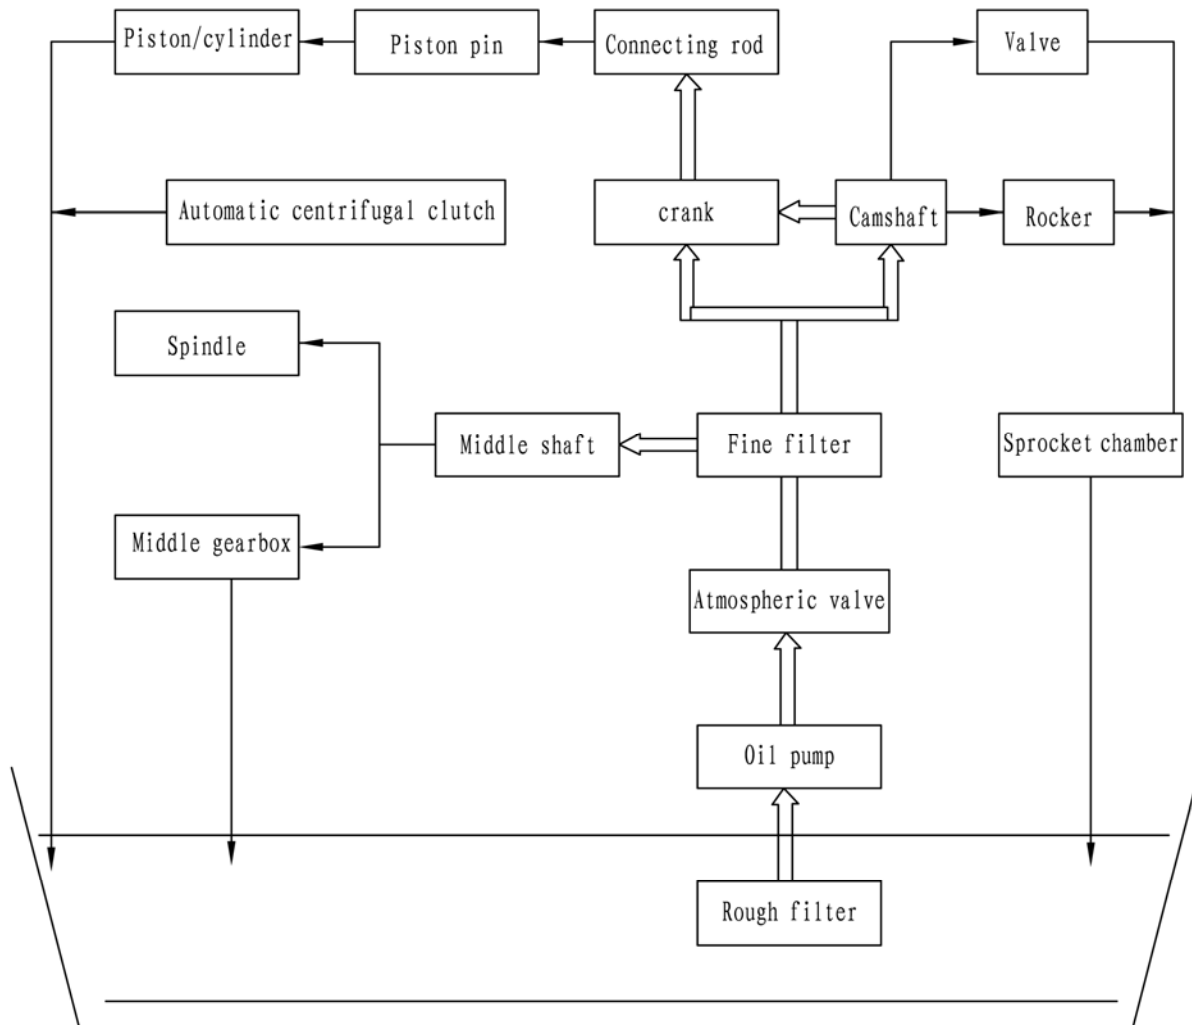 Piston/cylinder
Piston pin
Connecting rod
Valve
Automatic centrifugal clutch
crank
Camshaft
Rocker
Spindle
Middle shaft
Fine filter
Sprocket chamber
Middle gearbox
Atmospheric valve
Oil pump
Rough filter